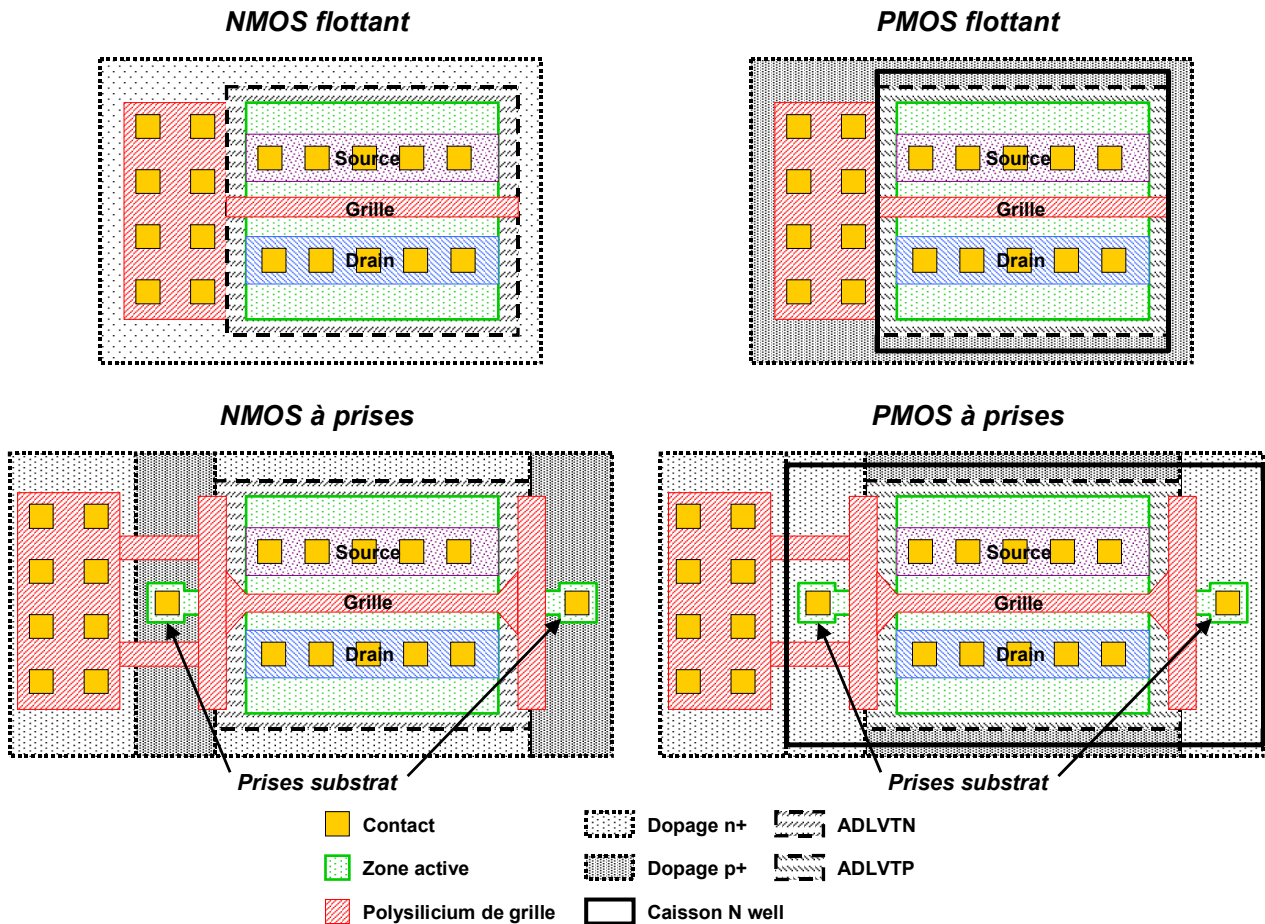 NMOS flottant
PMOS flottant
Source
Grille
Drain
Source
Grille
Drain
NMOS à prises
PMOS à prises
Source
Grille
Drain
Source
Grille
Drain
Prises substrat
Prises substrat
Contact
Dopage n+
ADLVTN
Zone active
Dopage p+
ADLVTP
Polysilicium de grille
Caisson N well